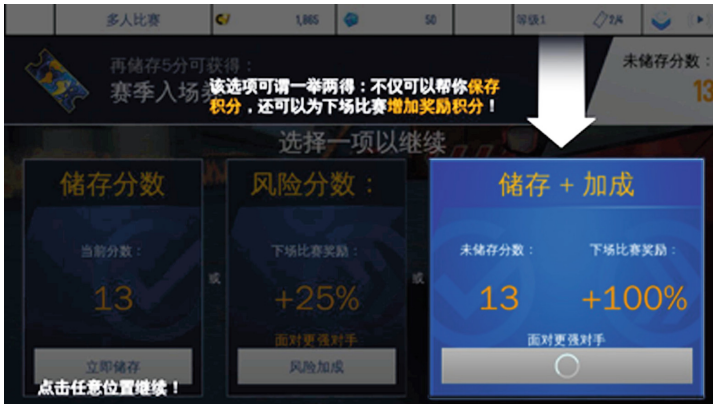 多人比赛 1,865 50 等级1 2/4
再储存5分可获得：
赛季入场券
未储存分数：
13
该选项可谓一举两得：不仅可以帮你保存
积分，还可以为下场比赛增加奖励积分！
选择一项以继续
储存分数
当前分数：
13
立即储存
或
风险分数：
下场比赛奖励：
+25%
面对更强对手
风险加成
或
储存 + 加成
未储存分数： 下场比赛奖励：
13 +100%
面对更强对手
点击任意位置继续！